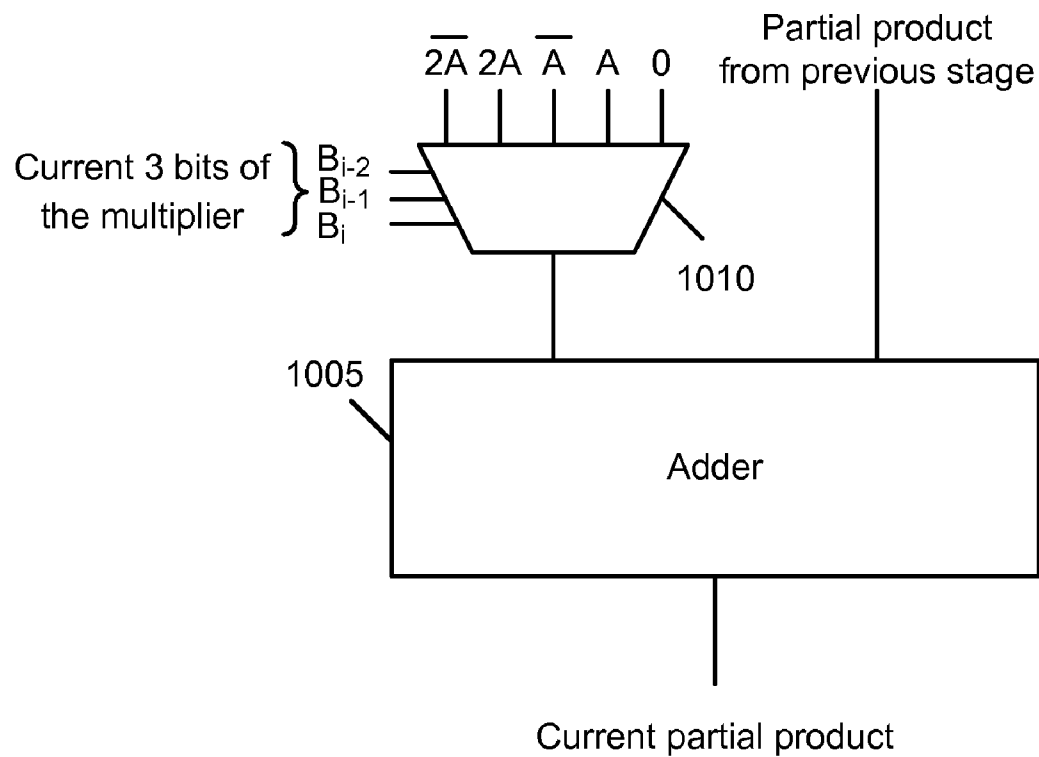 2̅A̅ 2A A̅ A 0
Partial product
from previous stage
Current 3 bits of
the multiplier
B_{i-2}
B_{i-1}
B_i
1010
1005
Adder
Current partial product